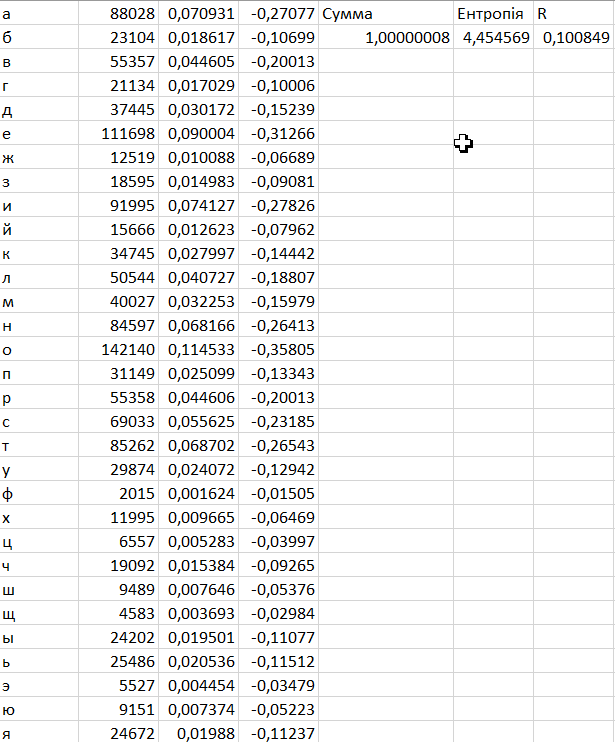 а 88028 0,070931 -0,27077 Сумма Ентропія R
б 23104 0,018617 -0,10699 1,00000008 4,454569 0,100849
в 55357 0,044605 -0,20013
г 21134 0,017029 -0,10006
д 37445 0,030172 -0,15239
е 111698 0,090004 -0,31266
ж 12519 0,010088 -0,06689
з 18595 0,014983 -0,09081
и 91995 0,074127 -0,27826
й 15666 0,012623 -0,07962
к 34745 0,027997 -0,14442
л 50544 0,040727 -0,18807
м 40027 0,032253 -0,15979
н 84597 0,068166 -0,26413
о 142140 0,114533 -0,35805
п 31149 0,025099 -0,13343
р 55358 0,044606 -0,20013
с 69033 0,055625 -0,23185
т 85262 0,068702 -0,26543
у 29874 0,024072 -0,12942
ф 2015 0,001624 -0,01505
х 11995 0,009665 -0,06469
ц 6557 0,005283 -0,03997
ч 19092 0,015384 -0,09265
ш 9489 0,007646 -0,05376
щ 4583 0,003693 -0,02984
ы 24202 0,019501 -0,11077
ь 25486 0,020536 -0,11512
э 5527 0,004454 -0,03479
ю 9151 0,007374 -0,05223
я 24672 0,01988 -0,11237